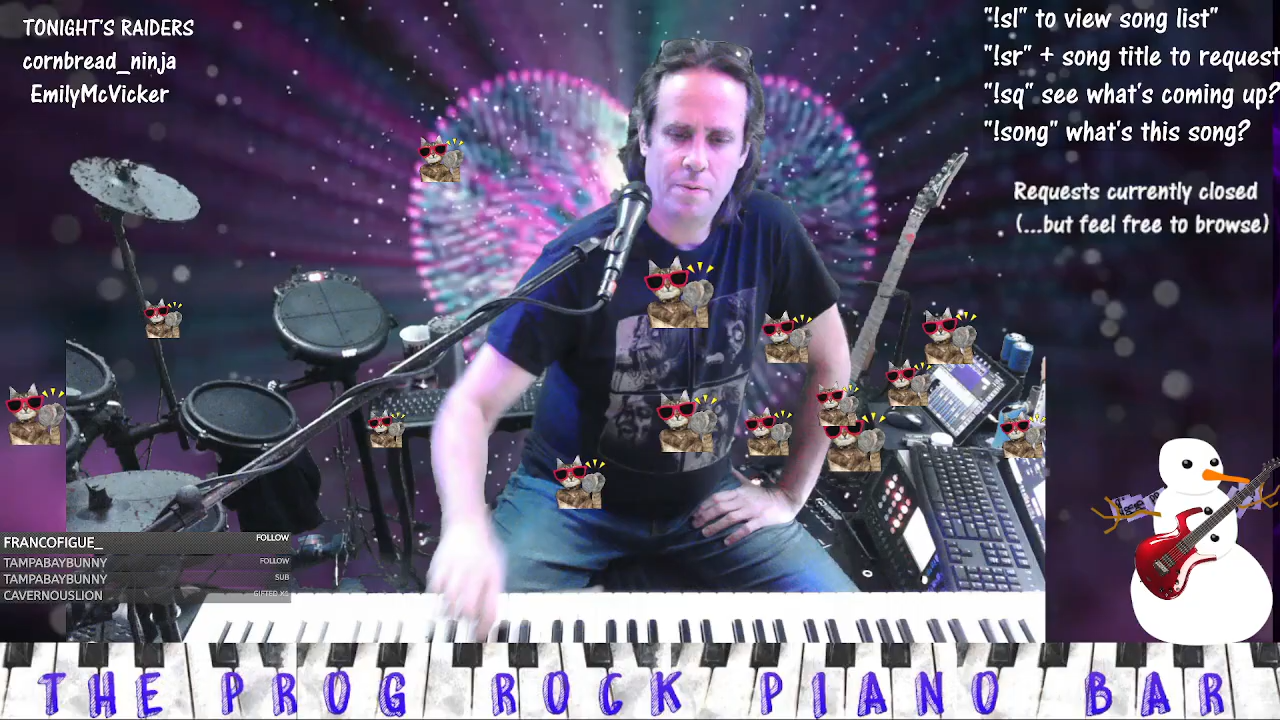 TONIGHT'S RAIDERS
cornbread_ninja
EmilyMcVicker
"!sl" to view song list"
"!sr" + song title to request
"!sq" see what's coming up?
"!song" what's this song?
Requests currently closed
(...but feel free to browse)
FRANCOFIGUE_ FOLLOW
TAMPABAYBUNNY FOLLOW
TAMPABAYBUNNY SUB
CAVERNOUSLION GIFTED
THE PROG ROCK PIANO BAR